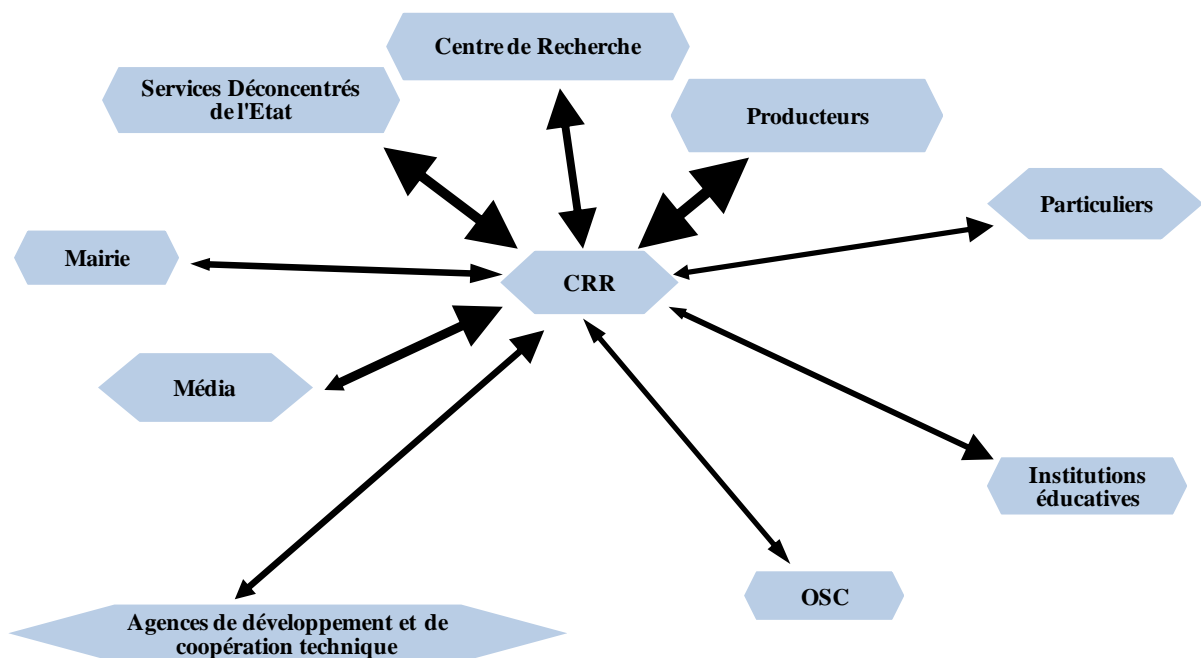 Centre de Recherche
Services Déconcentrés
de l'Etat
Producteurs
Particuliers
Mairie
CRR
Média
Institutions
éducatives
OSC
Agences de développement et de
coopération technique